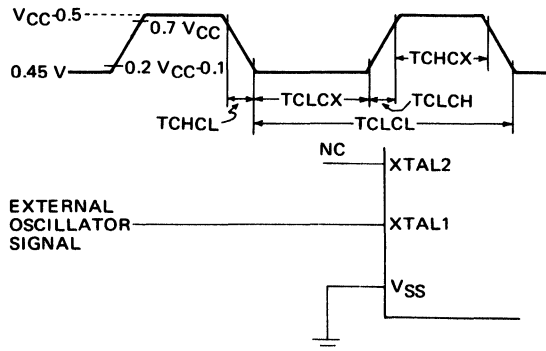 VCC-0.5
0.7 VCC
0.45 V
0.2 VCC-0.1
TCHCX
TCLCX
TCLCH
TCHCL
TCLCL
NC
XTAL2
EXTERNAL
OSCILLATOR
SIGNAL
XTAL1
VSS